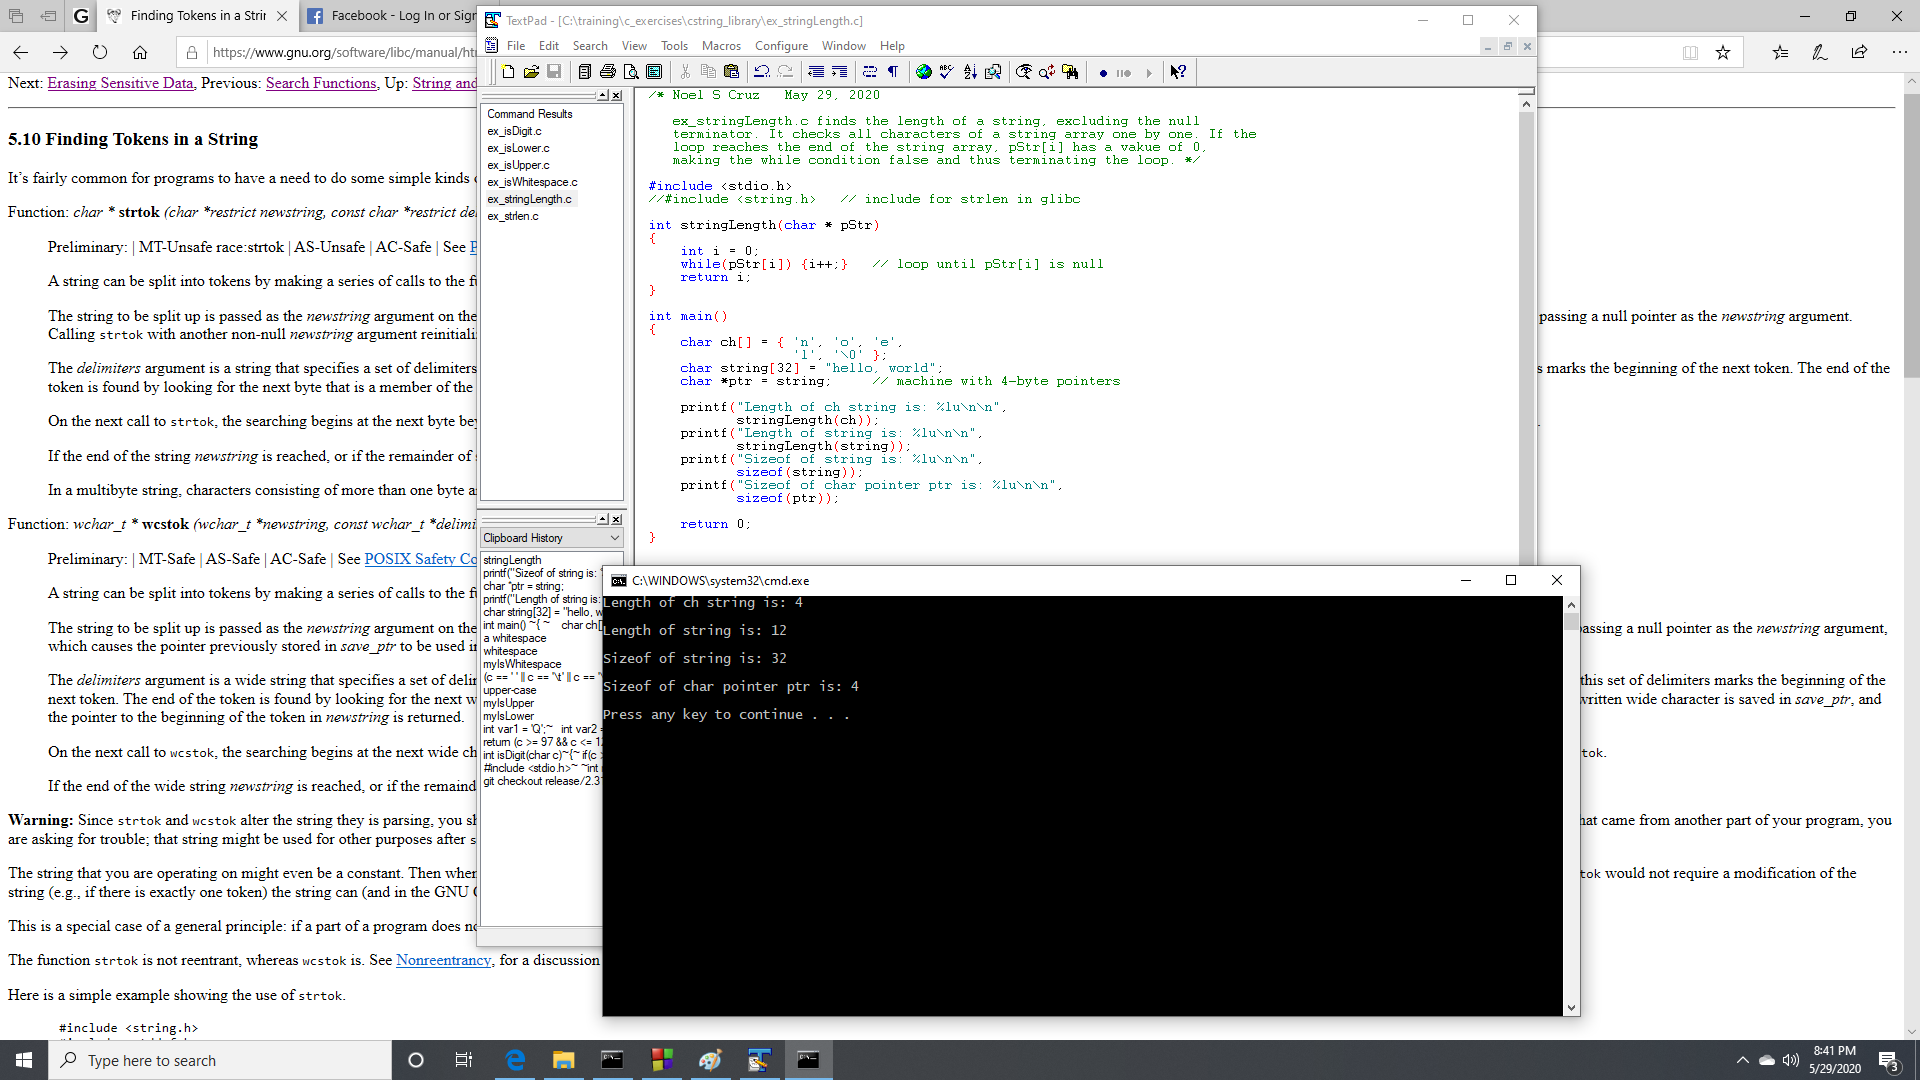 Finding Tokens in a Strir
Facebook - Log In or Sign
https://www.gnu.org/software/libc/manual/htm
Next: Erasing Sensitive Data, Previous: Search Functions, Up: String and
5.10 Finding Tokens in a String
It's fairly common for programs to have a need to do some simple kinds
Function: char * strtok (char *restrict newstring, const char *restrict del
Preliminary: | MT-Unsafe race:strtok | AS-Unsafe | AC-Safe | See P
A string can be split into tokens by making a series of calls to the fu
The string to be split up is passed as the newstring argument on the
passing a null pointer as the newstring argument.
Calling strtok with another non-null newstring argument reinitiali
The delimiters argument is a string that specifies a set of delimiters
s marks the beginning of the next token. The end of the
token is found by looking for the next byte that is a member of the
On the next call to strtok, the searching begins at the next byte bey
If the end of the string newstring is reached, or if the remainder of
In a multibyte string, characters consisting of more than one byte a
Function: wchar_t * wcstok (wchar_t *newstring, const wchar_t *delimi
Preliminary: | MT-Safe | AS-Safe | AC-Safe | See POSIX Safety Co
A string can be split into tokens by making a series of calls to the fu
The string to be split up is passed as the newstring argument on the
passing a null pointer as the newstring argument,
which causes the pointer previously stored in save_ptr to be used in
The delimiters argument is a wide string that specifies a set of delim
this set of delimiters marks the beginning of the
next token. The end of the token is found by looking for the next w
written wide character is saved in save_ptr, and
the pointer to the beginning of the token in newstring is returned.
On the next call to wcstok, the searching begins at the next wide ch
tok.
If the end of the wide string newstring is reached, or if the remaind
Warning: Since strtok and wcstok alter the string they is parsing, you sh
hat came from another part of your program, you
are asking for trouble; that string might be used for other purposes after s
The string that you are operating on might even be a constant. Then when
tok would not require a modification of the
string (e.g., if there is exactly one token) the string can (and in the GNU C
This is a special case of a general principle: if a part of a program does no
The function strtok is not reentrant, whereas wcstok is. See Nonreentrancy, for a discussion
Here is a simple example showing the use of strtok.
#include <string.h>
TextPad - [C:\training\c_exercises\cstring_library\ex_stringLength.c]
File Edit Search View Tools Macros Configure Window Help
Command Results
ex_isDigit.c
ex_isLower.c
ex_isUpper.c
ex_isWhitespace.c
ex_stringLength.c
ex_strlen.c
/* Noel S Cruz   May 29, 2020
ex_stringLength.c finds the length of a string, excluding the null
terminator. It checks all characters of a string array one by one. If the
loop reaches the end of the string array, pStr[i] has a vakue of 0,
making the while condition false and thus terminating the loop. */
#include <stdio.h>
//#include <string.h>   // include for strlen in glibc
int stringLength(char * pStr)
{
int i = 0;
while(pStr[i]) {i++;}   // loop until pStr[i] is null
return i;
}
int main()
{
char ch[] = { 'n', 'o', 'e',
'l', '\0' };
char string[32] = "hello, world";
char *ptr = string;     // machine with 4-byte pointers
printf("Length of ch string is: %lu\n\n",
stringLength(ch));
printf("Length of string is: %lu\n\n",
stringLength(string));
printf("Sizeof of string is: %lu\n\n",
sizeof(string));
printf("Sizeof of char pointer ptr is: %lu\n\n",
sizeof(ptr));
return 0;
}
Clipboard History
stringLength
printf("Sizeof of string is: 
char *ptr = string;
printf("Length of string is:
char string[32] = "hello, w
int main() ~{ ~    char ch[
a whitespace
whitespace
myIsWhitespace
(c == ' ' || c == '\t' || c == '
upper-case
myIsUpper
myIsLower
int var1 = 'Q';~   int var2 =
return (c >= 97 && c <= 12
int isDigit(char c)~{~ if(c >
#include <stdio.h>~ ~int
git checkout release/2.31
C:\WINDOWS\system32\cmd.exe
Length of ch string is: 4
Length of string is: 12
Sizeof of string is: 32
Sizeof of char pointer ptr is: 4
Press any key to continue . . .
Type here to search
8:41 PM
5/29/2020
3